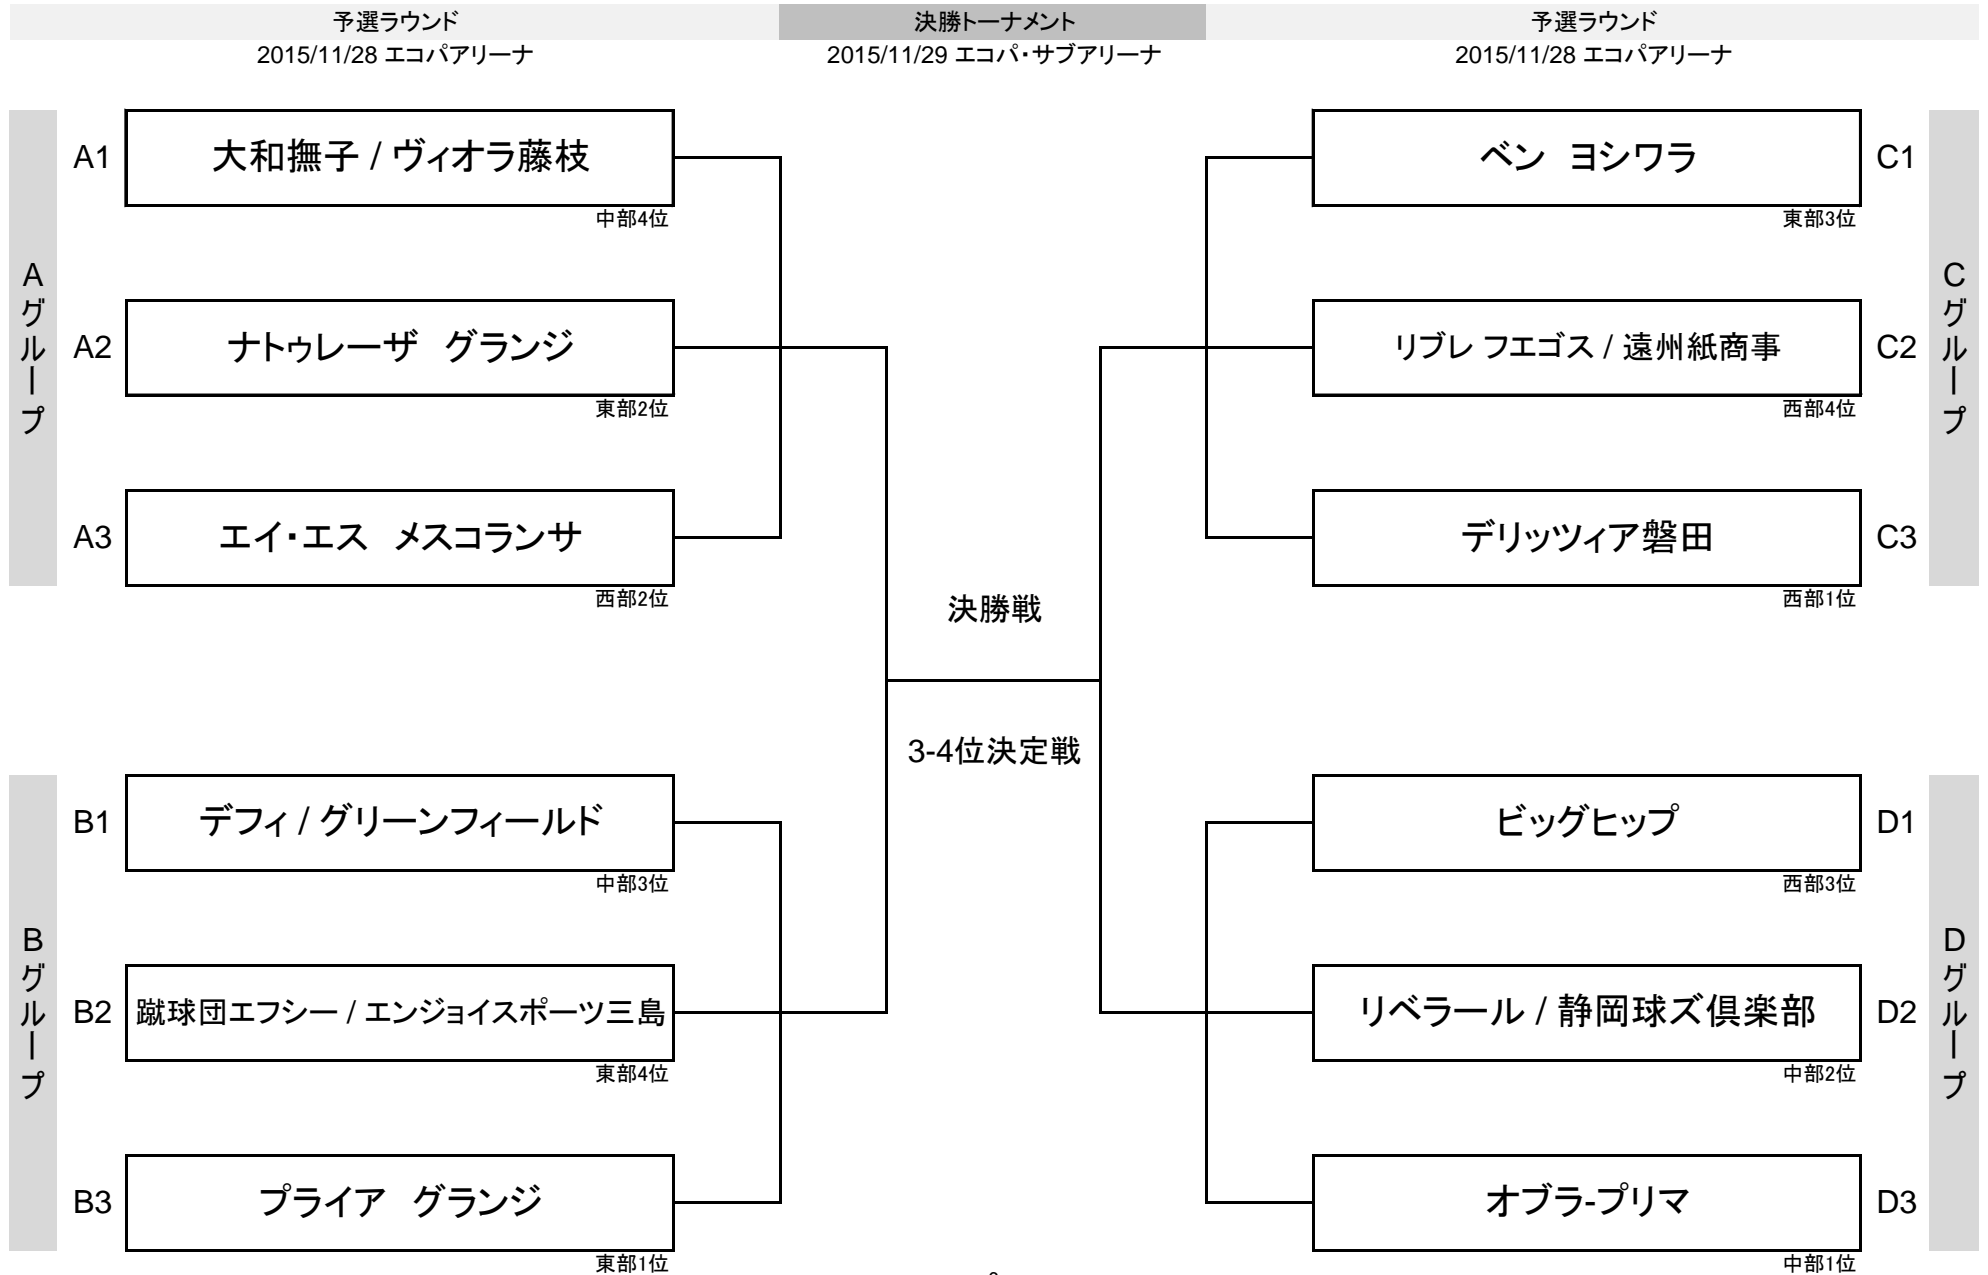 予選ラウンド
決勝トーナメント
予選ラウンド
2015/11/28 エコパアリーナ
2015/11/29 エコパ・サブアリーナ
2015/11/28 エコパアリーナ
Aグループ
A1
大和撫子 / ヴィオラ藤枝
中部4位
A2
ナトゥレーザ　グランジ
東部2位
A3
エイ・エス　メスコランサ
西部2位
Bグループ
B1
デフィ / グリーンフィールド
中部3位
B2
蹴球団エフシー / エンジョイスポーツ三島
東部4位
B3
プライア　グランジ
東部1位
決勝戦
3-4位決定戦
ベン　ヨシワラ
C1
東部3位
リブレ フエゴス / 遠州紙商事
C2
西部4位
デリッツィア磐田
C3
西部1位
Cグループ
ビッグヒップ
D1
西部3位
リベラール / 静岡球ズ倶楽部
D2
中部2位
オブラ-プリマ
D3
中部1位
Dグループ